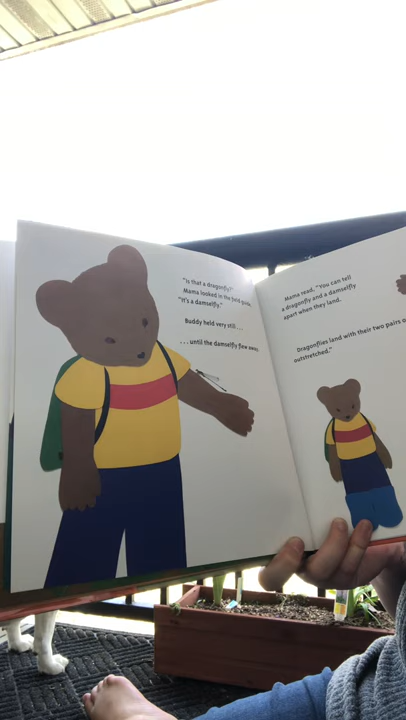 "Is that a dragonfly?"
Mama looked in the field guide.
"It's a damselfly."
Buddy held very still . . .
. . . until the damselfly flew away.
Mama read, "You can tell
a dragonfly and a damselfly
apart when they land.
Dragonflies land with their two pairs
outstretched."